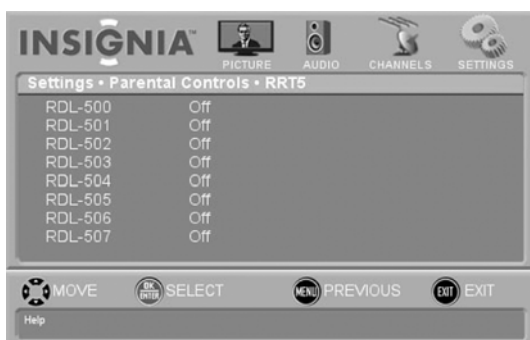 INSIGNIA™
PICTURE AUDIO CHANNELS SETTINGS
Settings • Parental Controls • RRT5
RDL-500 Off
RDL-501 Off
RDL-502 Off
RDL-503 Off
RDL-504 Off
RDL-505 Off
RDL-506 Off
RDL-507 Off
MOVE OK ENTER SELECT MENU PREVIOUS EXIT EXIT
Help